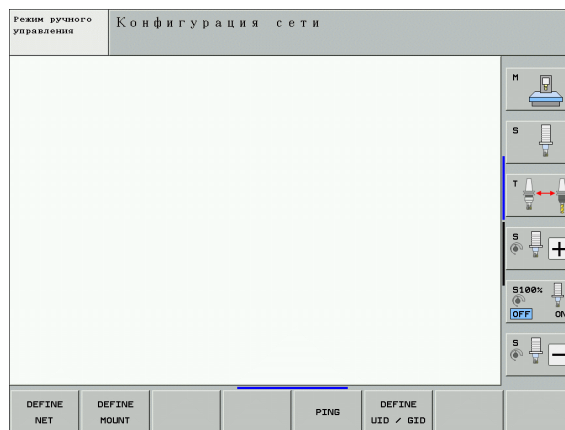 Режим ручного
управления
Конфигурация сети
M
S
T
S
S100%
OFF ON
S
DEFINE
NET
DEFINE
MOUNT
PING
DEFINE
UID / GID